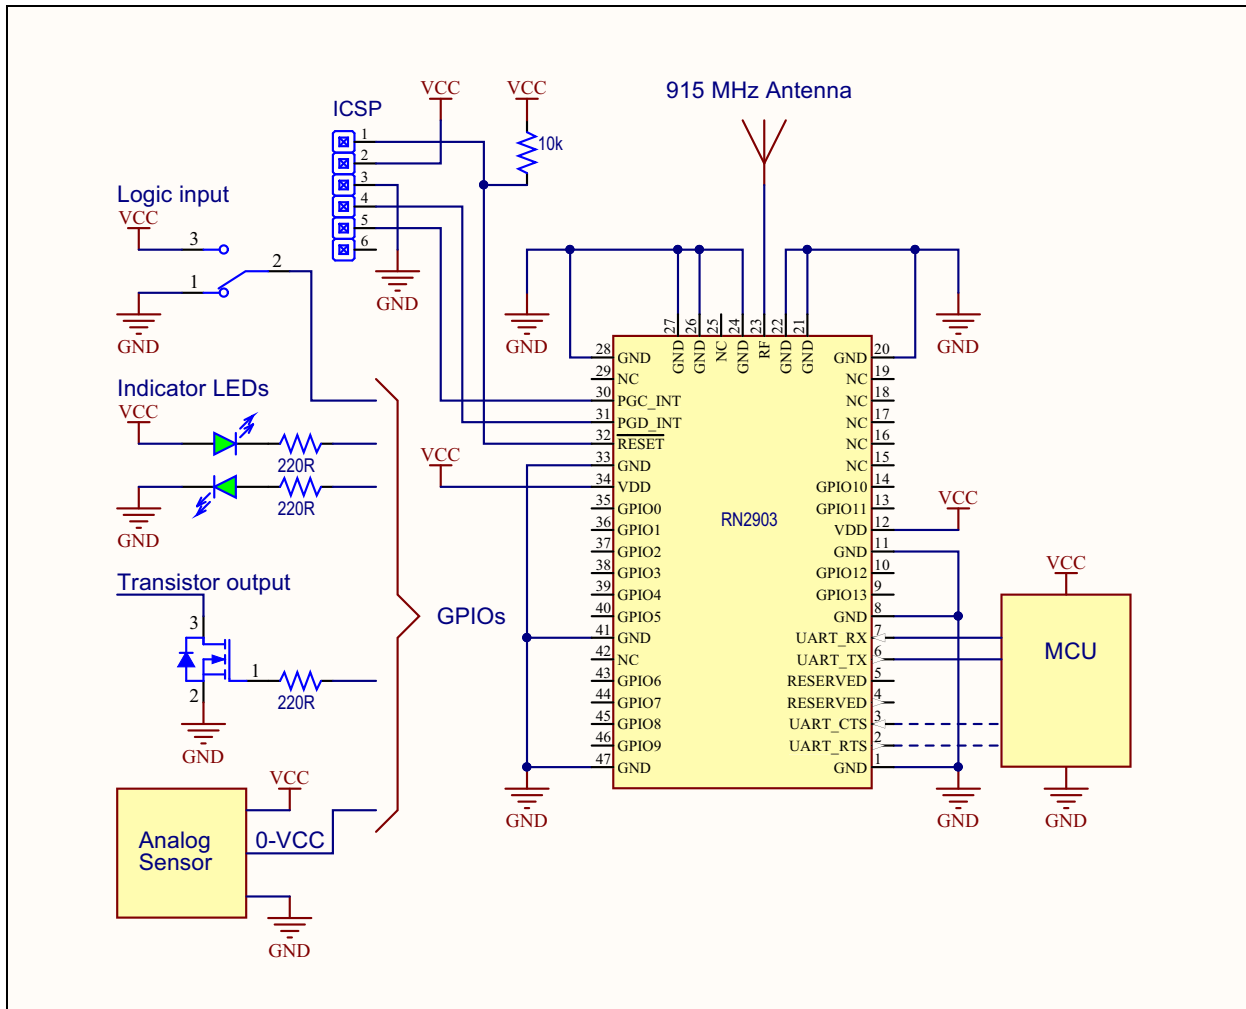 915 MHz Antenna
VCC
VCC
ICSP
1
2
3
4
5
6
10k
GND
Logic input
VCC
3
2
1
GND
Indicator LEDs
VCC
220R
220R
GND
Transistor output
3
1
2
220R
GND
GPIOs
Analog
Sensor
VCC
0-VCC
GND
GND
GND
27 26 25 24 23 22 21
GND GND NC GND RF GND GND
28 GND
29 NC
30 PGC_INT
31 PGD_INT
32 RESET
33 GND
34 VDD
35 GPIO0
36 GPIO1
37 GPIO2
38 GPIO3
39 GPIO4
40 GPIO5
41 GND
42 NC
43 GPIO6
44 GPIO7
45 GPIO8
46 GPIO9
47 GND
VCC
GND
RN2903
GND 20
NC 19
NC 18
NC 17
NC 16
NC 15
GPIO10 14
GPIO11 13
VDD 12
GND 11
GPIO12 10
GPIO13 9
GND 8
UART_RX 7
UART_TX 6
RESERVED 5
RESERVED 4
UART_CTS 3
UART_RTS 2
GND 1
VCC
GND
VCC
MCU
GND